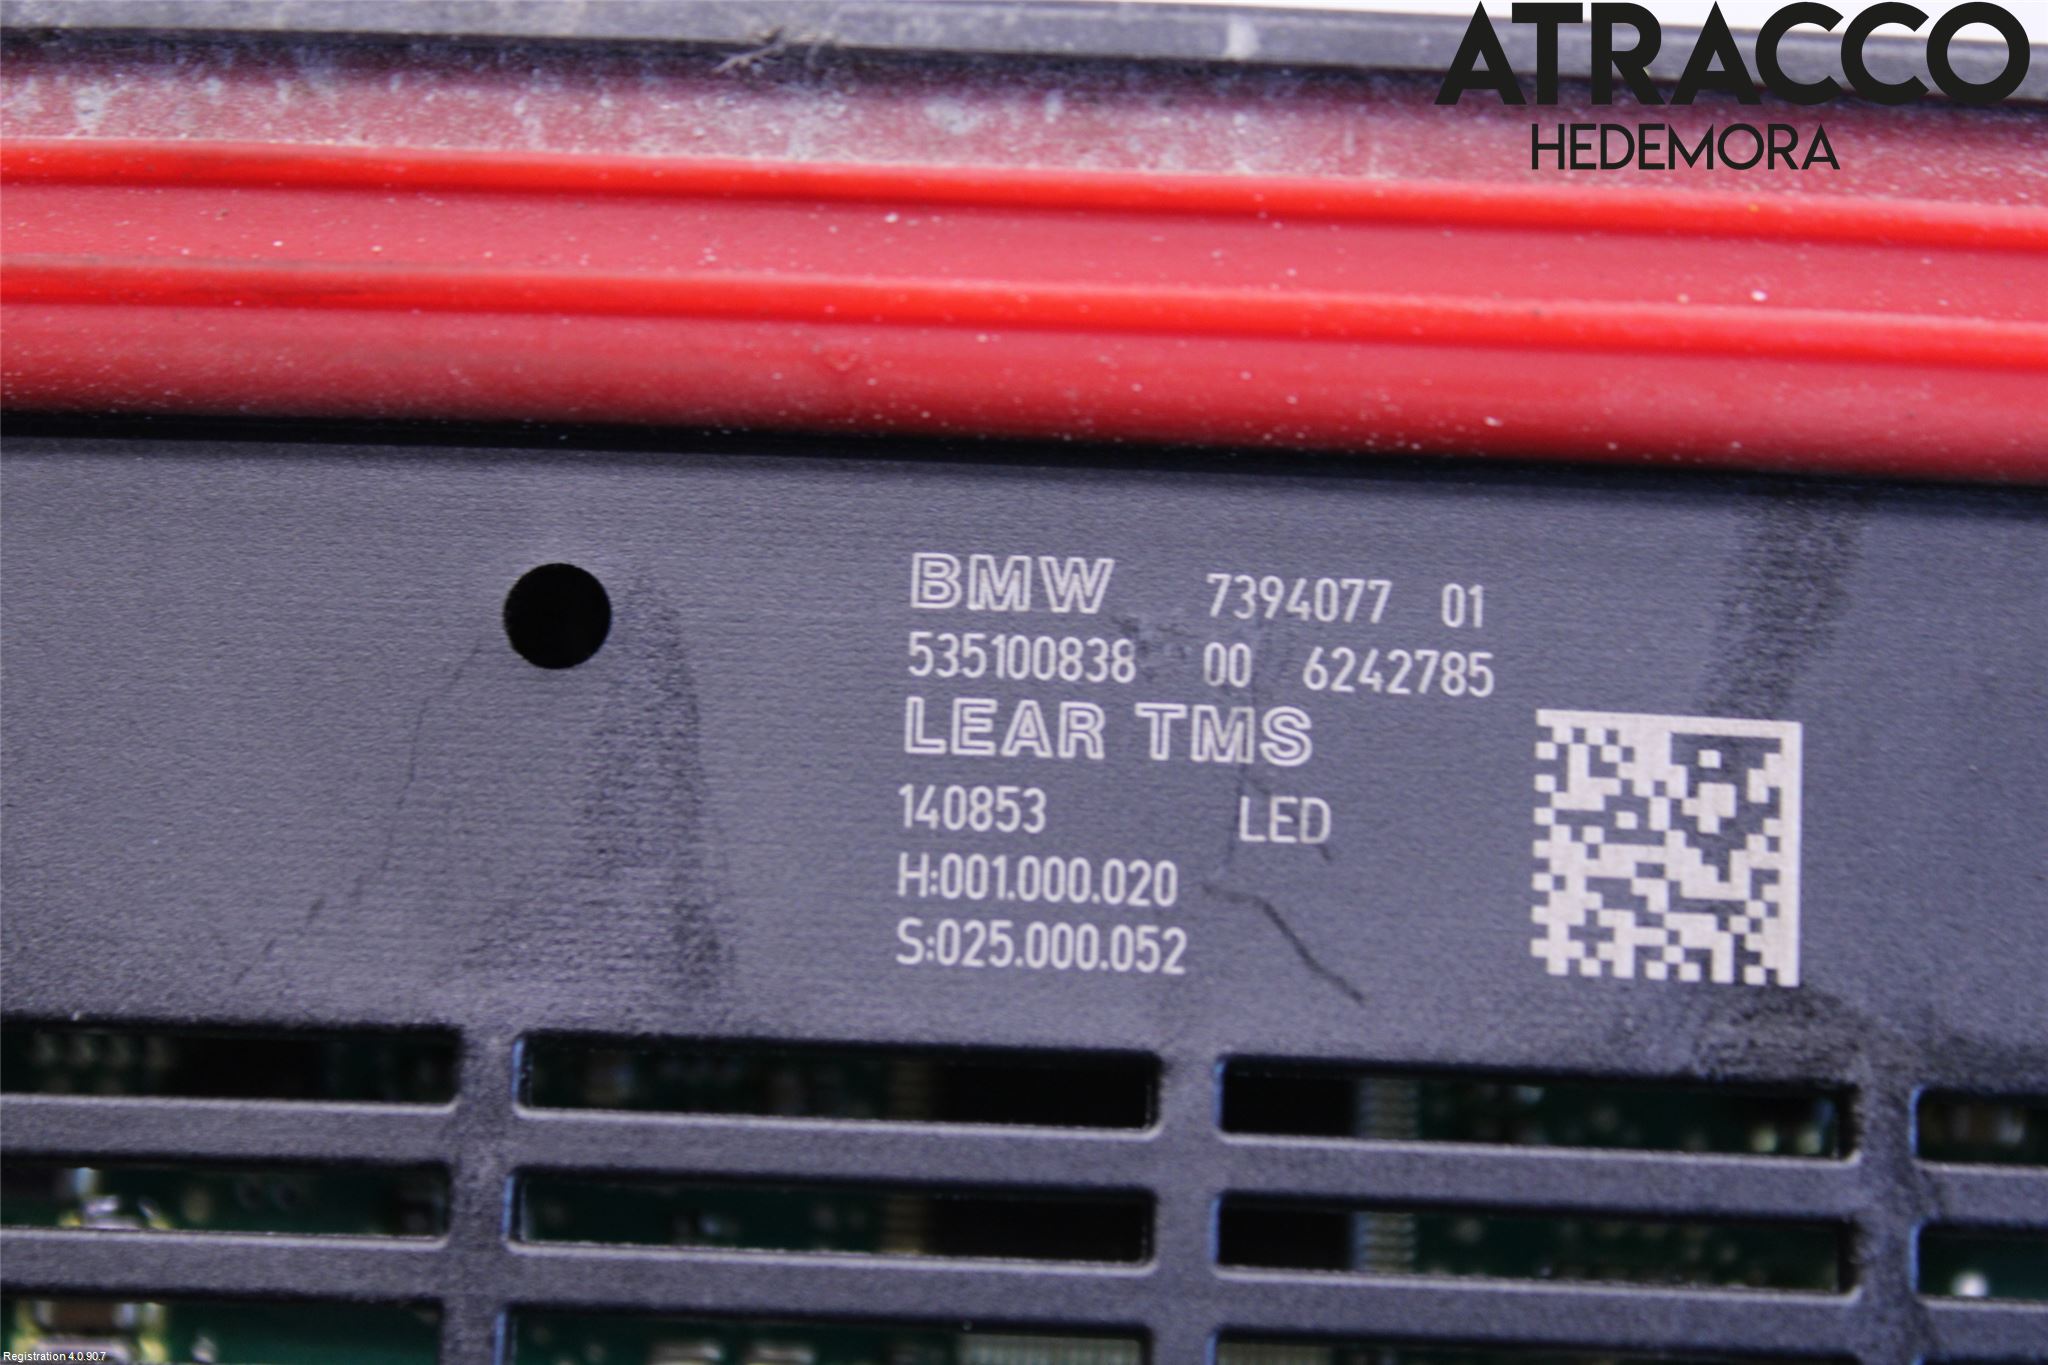 ATRACCO
HEDEMORA
BMW 7394077 01
535100838 00 6242785
LEAR TMS
140853 LED
H:001.000.020
S:025.000.052
Registration 4.0.90.7